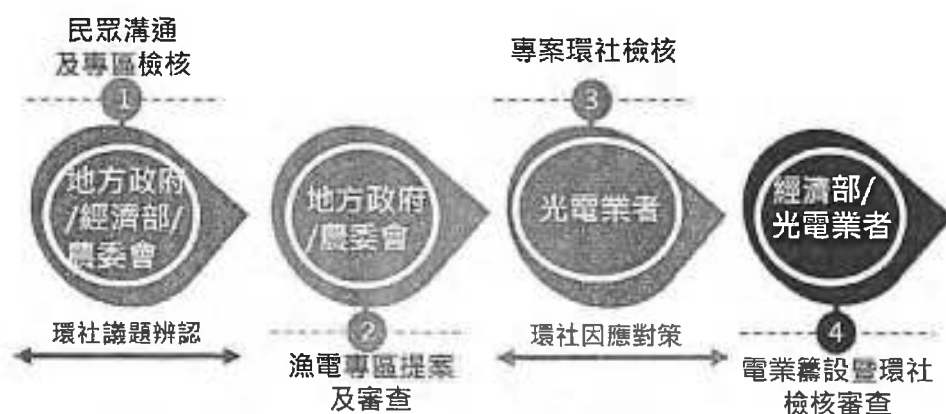 民眾溝通
及專區檢核
1
地方政府
/經濟部/
農委會
環社議題辨認
地方政府
/農委會
2
漁電專區提案
及審查
專案環社檢核
3
光電業者
環社因應對策
經濟部/
光電業者
4
電業籌設暨環社
檢核審查